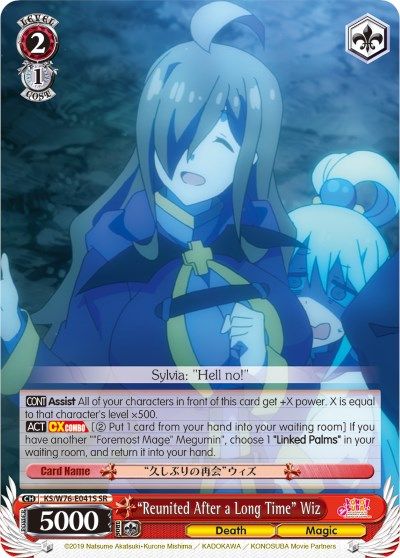 LEVEL
2
1
COST
Sylvia: "Hell no!"
CONT Assist All of your characters in front of this card get +X power. X is
equal to that character's level ×500.
ACT CX COMBO [② Put 1 card from your hand into your waiting room] If you
have another ""Foremost Mage" Megumin", choose 1 "Linked Palms" in your
waiting room, and return it to your hand.
Card Name
"久しぶりの再会"ウィズ
CH KS/W76-E041S SR
"Reunited After a Long Time" Wiz
POWER
5000
Death
Magic
©2019 Natsume Akatsuki・Kurone Mishima / KADOKAWA / KONOSUBA Movie Partners